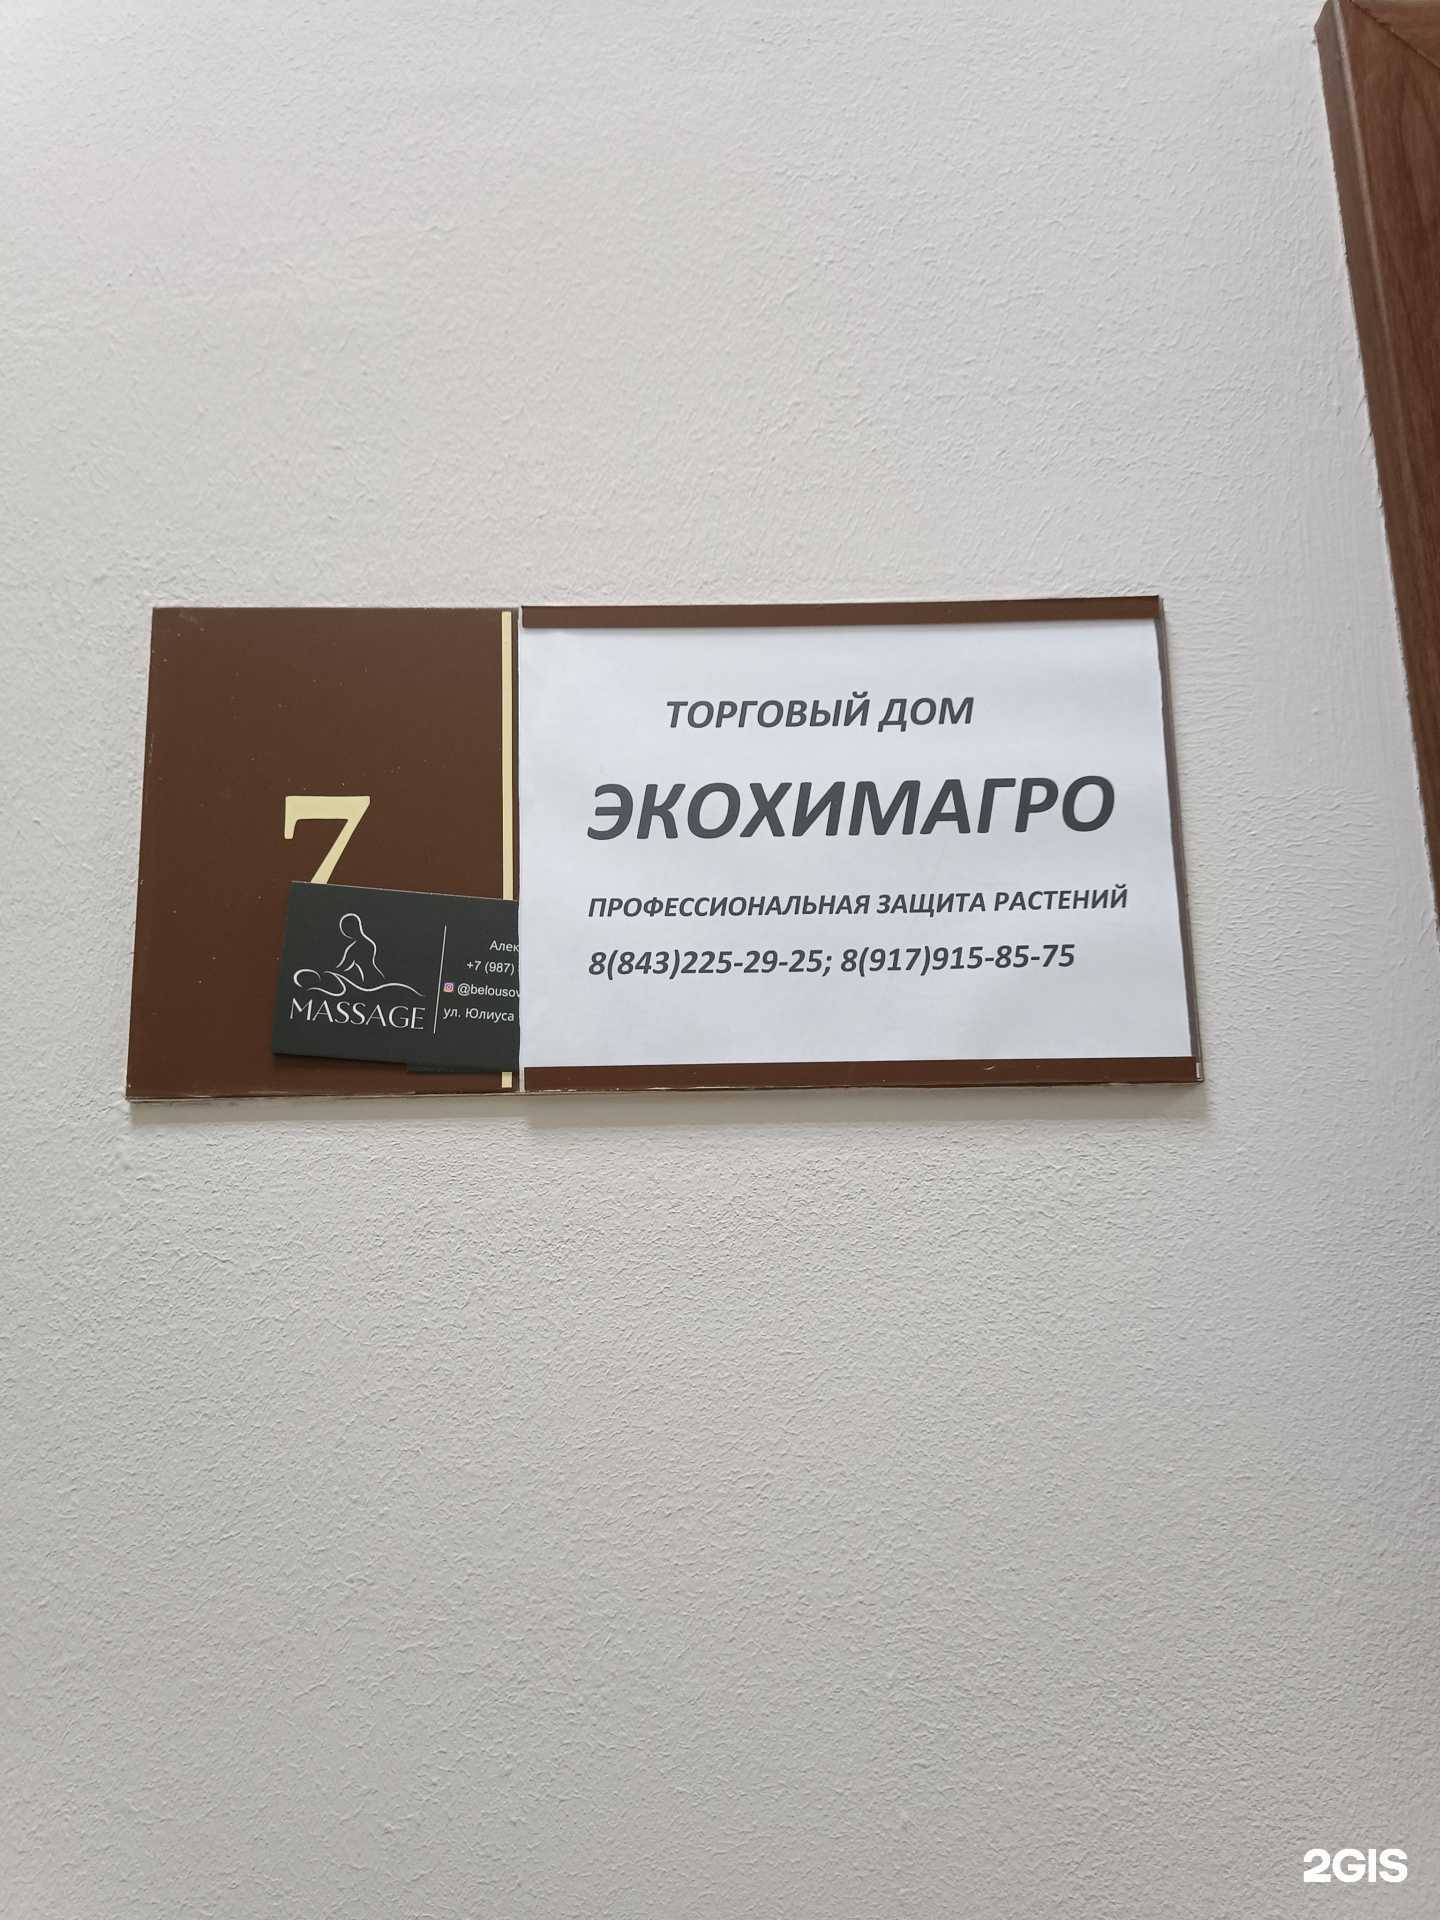 7
ТОРГОВЫЙ ДОМ
ЭКОХИМАГРО
ПРОФЕССИОНАЛЬНАЯ ЗАЩИТА РАСТЕНИЙ
8(843)225-29-25; 8(917)915-85-75
MASSAGE
Алек
+7 (987)
@belousov
ул. Юлиуса
2GIS